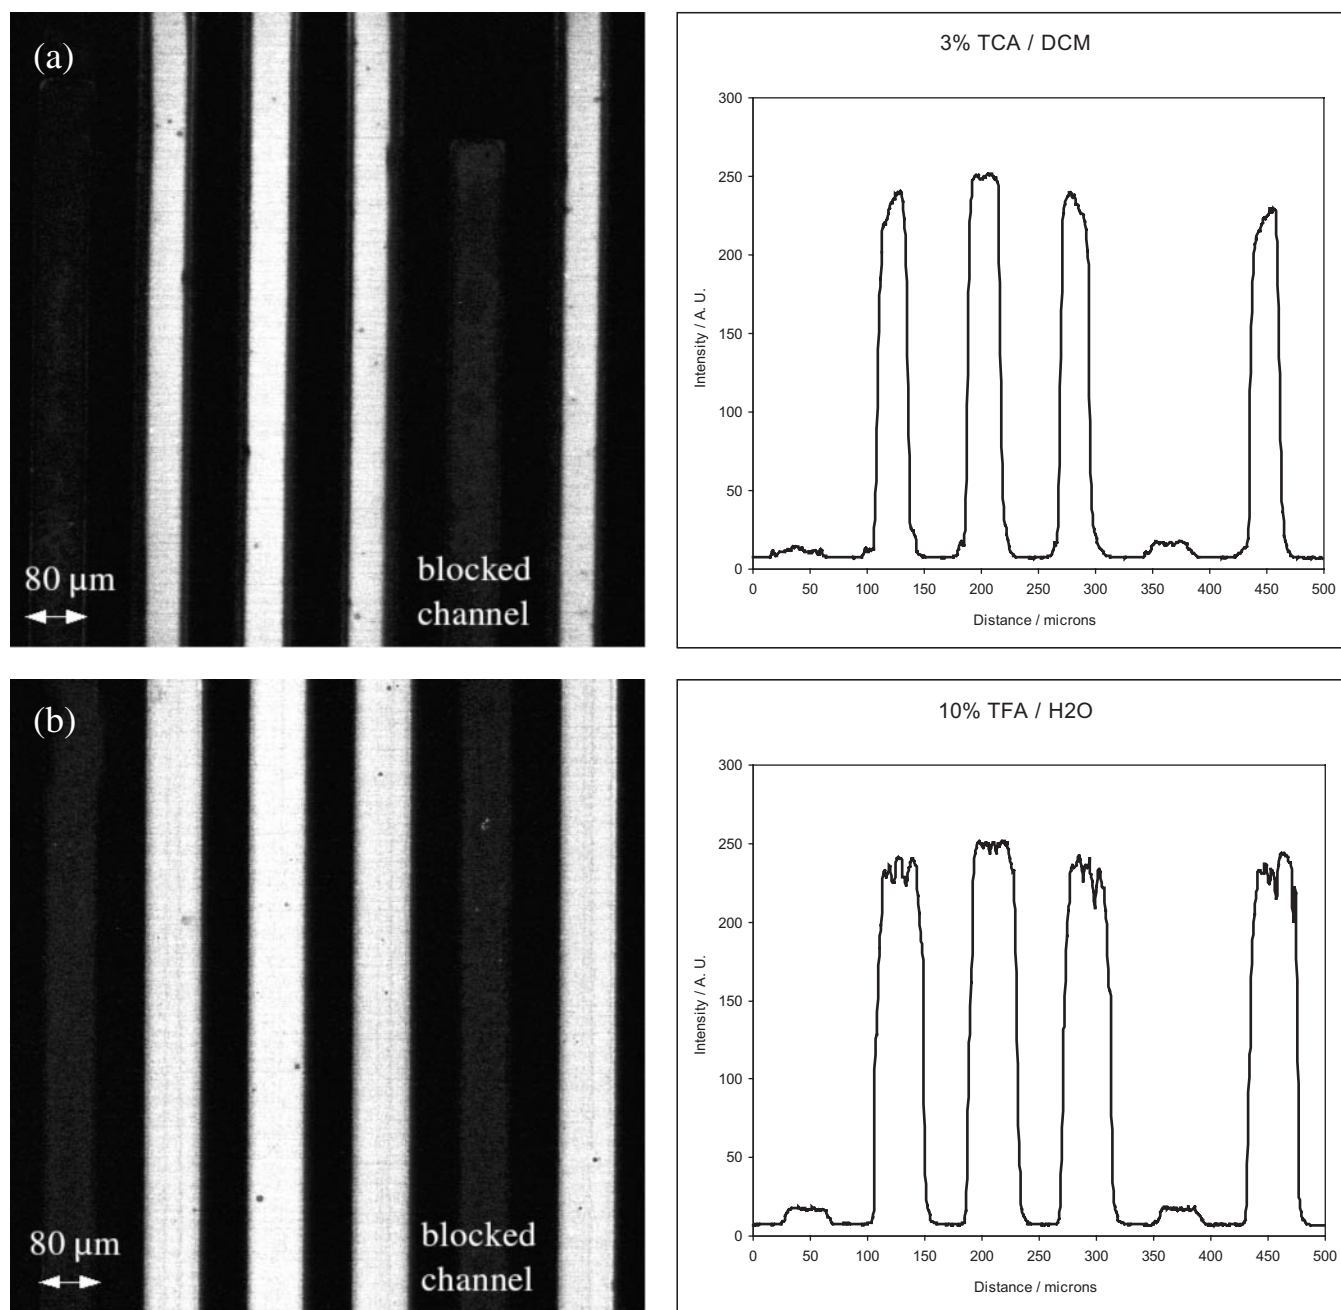 (a)
80 µm
blocked
channel
3% TCA / DCM
300
250
200
150
100
50
0
Intensity / A. U.
0 50 100 150 200 250 300 350 400 450 500
Distance / microns
(b)
80 µm
blocked
channel
10% TFA / H2O
300
250
200
150
100
50
0
Intensity / A. U.
0 50 100 150 200 250 300 350 400 450 500
Distance / microns